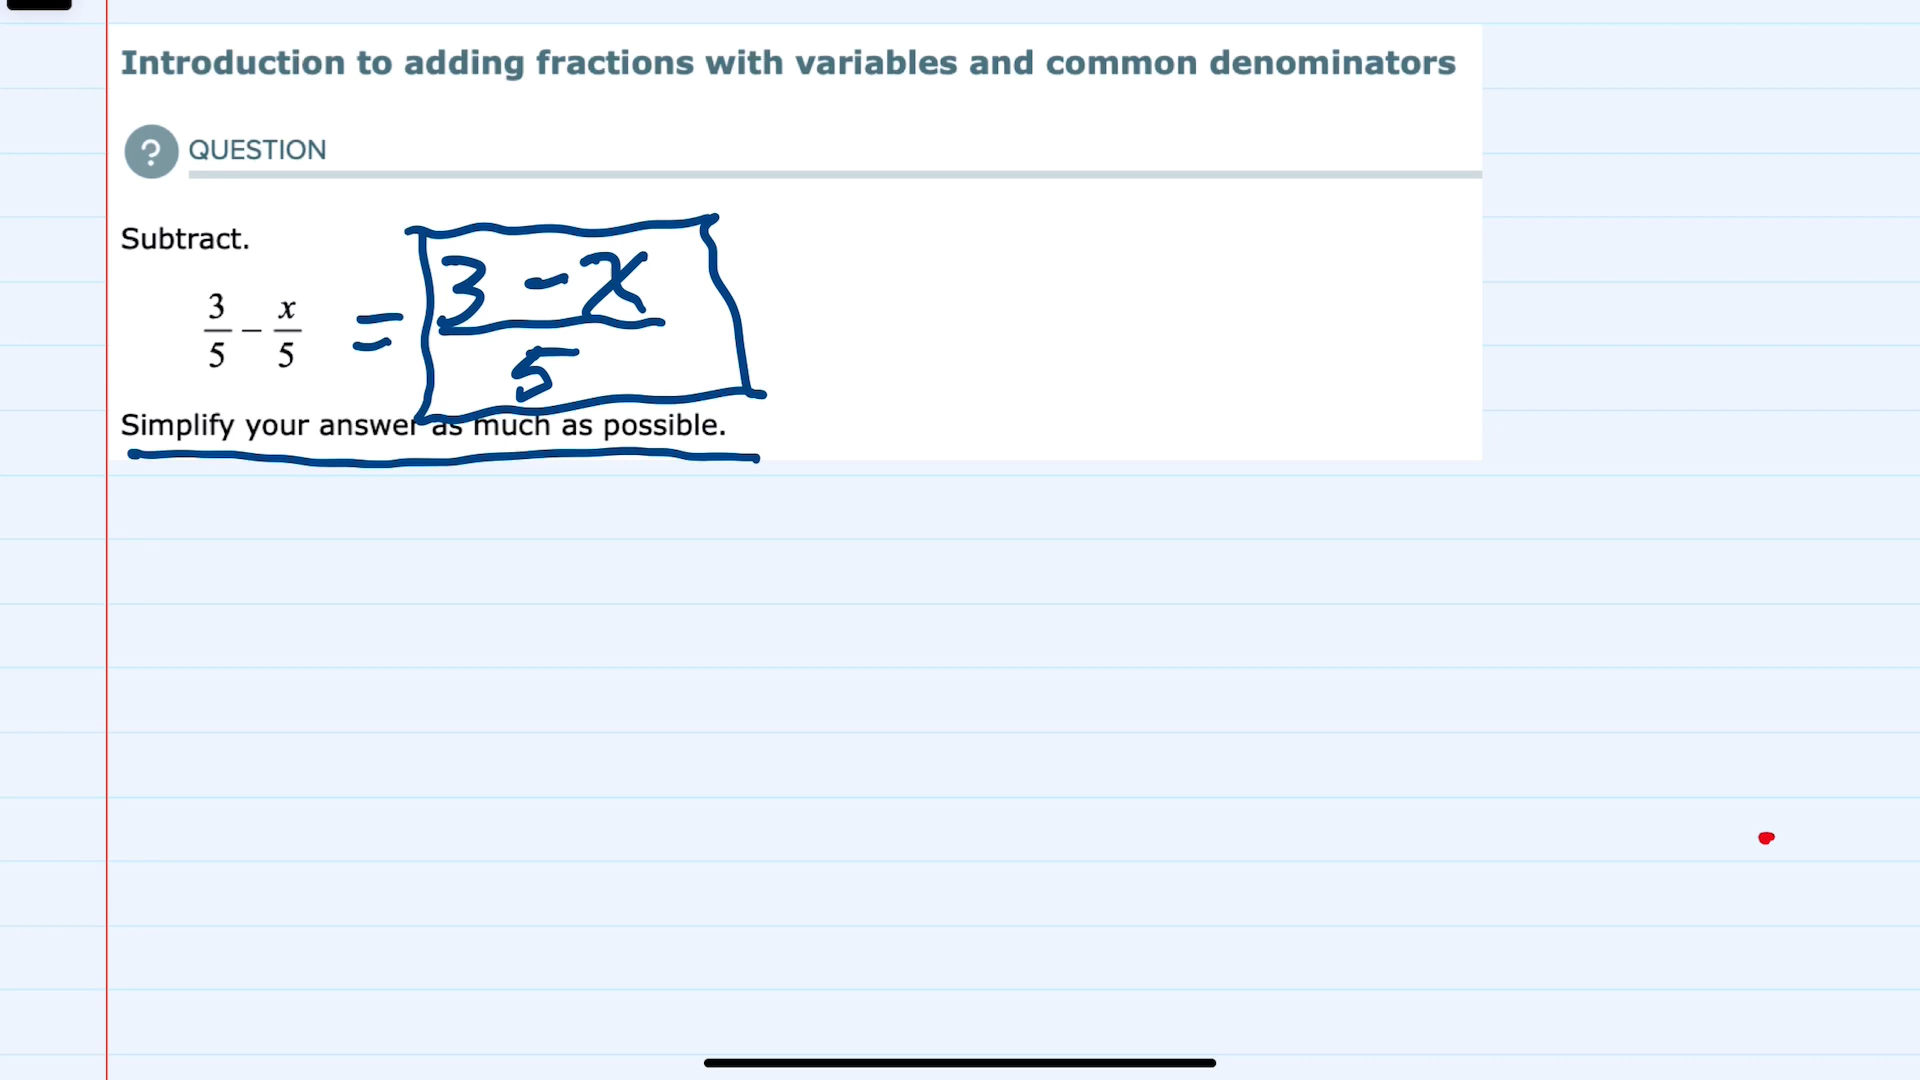 Introduction to adding fractions with variables and common denominators
? QUESTION
Subtract.
3/5 − x/5 = (3 − x)/5
Simplify your answer as much as possible.